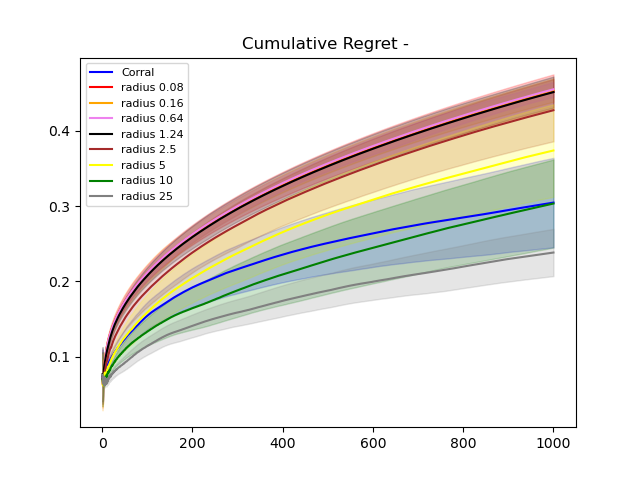 Cumulative Regret -
Corral
radius 0.08
radius 0.16
radius 0.64
radius 1.24
radius 2.5
radius 5
radius 10
radius 25
0.4
0.3
0.2
0.1
0 200 400 600 800 1000